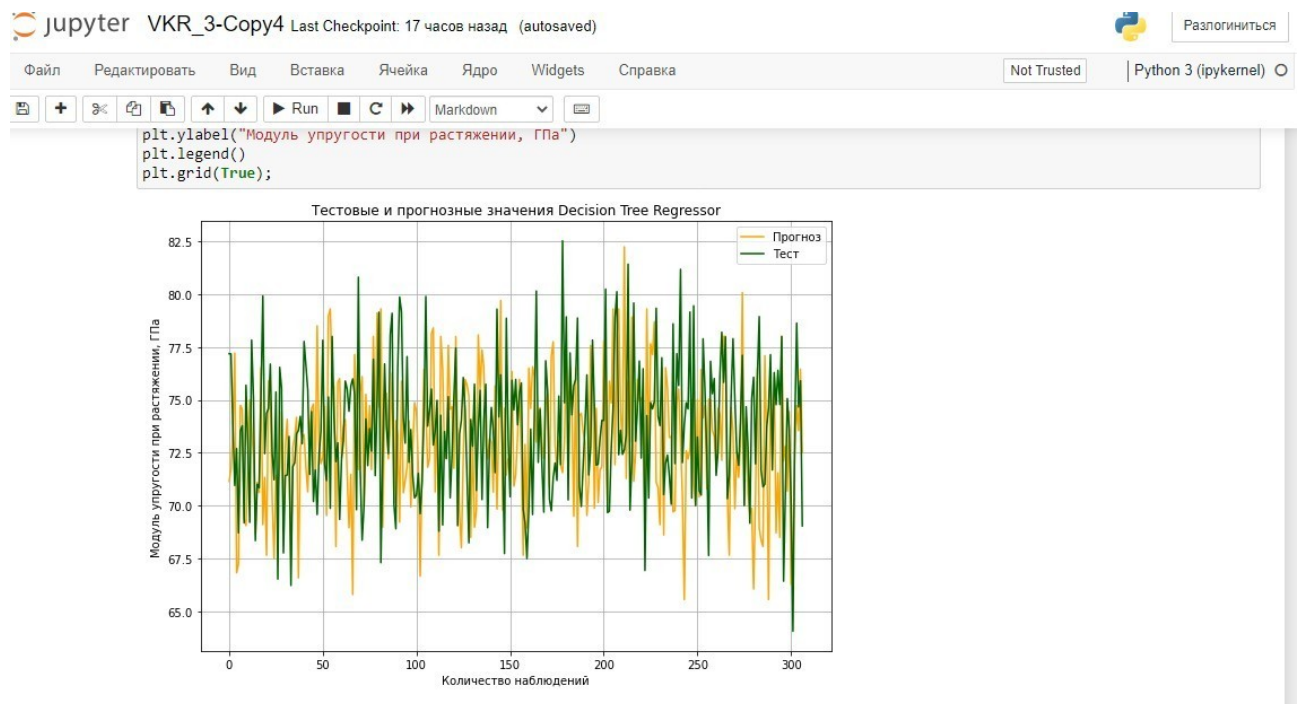 jupyter VKR_3-Copy4 Last Checkpoint: 17 часов назад (autosaved)
Разлогиниться
Файл Редактировать Вид Вставка Ячейка Ядро Widgets Справка
Not Trusted
Python 3 (ipykernel)
Run
Markdown
plt.ylabel("Модуль упругости при растяжении, ГПа")
plt.legend()
plt.grid(True);
Тестовые и прогнозные значения Decision Tree Regressor
Прогноз
Тест
Модуль упругости при растяжении, ГПа
82.5
80.0
77.5
75.0
72.5
70.0
67.5
65.0
0 50 100 150 200 250 300
Количество наблюдений